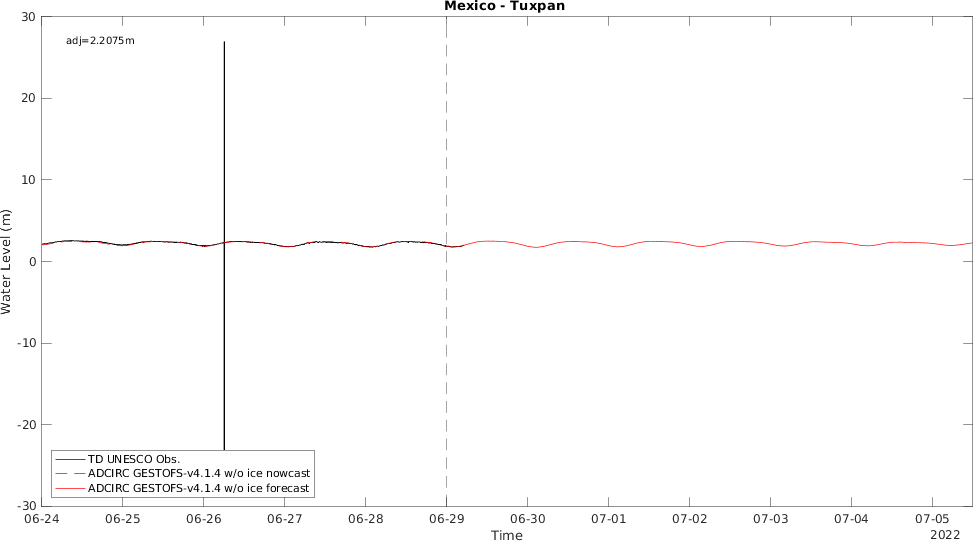 Mexico - Tuxpan
adj=2.2075m
30
20
10
0
-10
-20
-30
Water Level (m)
TD UNESCO Obs.
ADCIRC GESTOFS-v4.1.4 w/o ice nowcast
ADCIRC GESTOFS-v4.1.4 w/o ice forecast
06-24 06-25 06-26 06-27 06-28 06-29 06-30 07-01 07-02 07-03 07-04 07-05
Time
2022